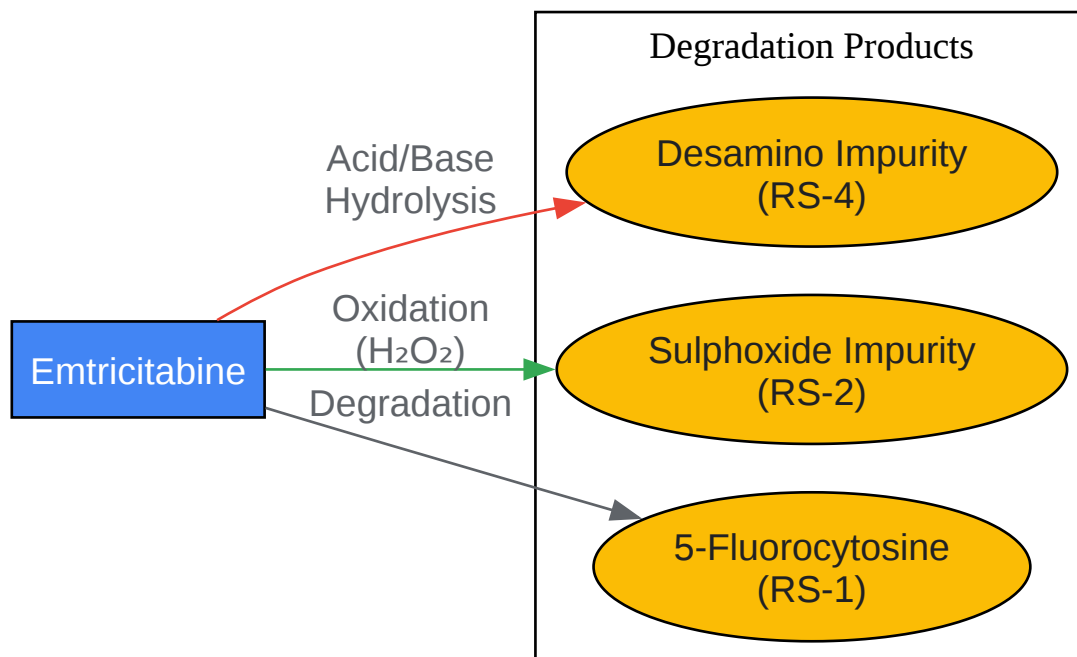 Degradation Products
Desamino Impurity
(RS-4)
Acid/Base
Hydrolysis
Oxidation
(H₂O₂)
Sulphoxide Impurity
(RS-2)
Emtricitabine
Degradation
5-Fluorocytosine
(RS-1)